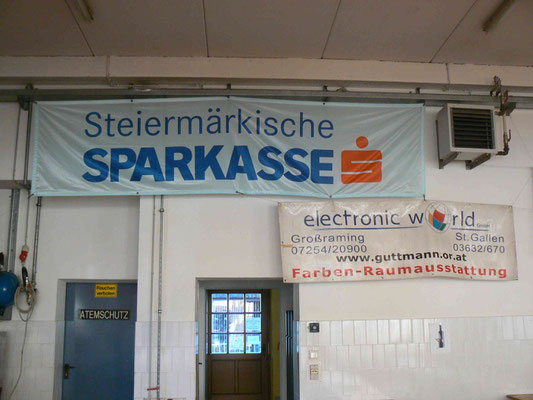 Steiermärkische
SPARKASSE
electronic world
Großraming St.Gallen
07254/20900 03632/670
www.guttmann.or.at
Farben-Raumausstattung
Rauchen
verboten
ATEMSCHUTZ